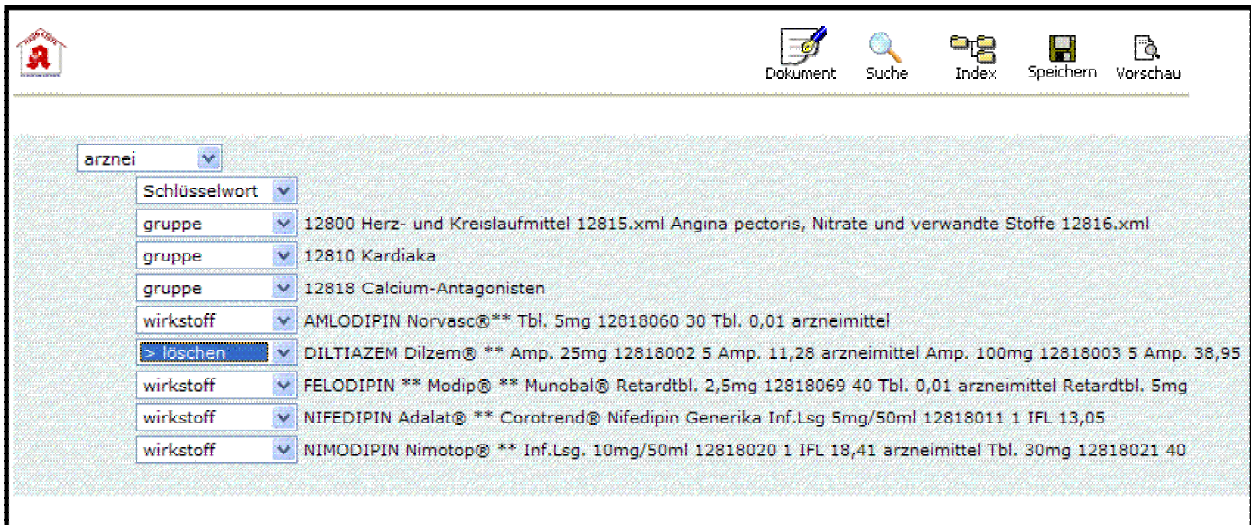 Dokument Suche Index Speichern Vorschau
arznei
Schlüsselwort
gruppe 12800 Herz- und Kreislaufmittel 12815.xml Angina pectoris, Nitrate und verwandte Stoffe 12816.xml
gruppe 12810 Kardiaka
gruppe 12818 Calcium-Antagonisten
wirkstoff AMLODIPIN Norvasc®** Tbl. 5mg 12818060 30 Tbl. 0,01 arzneimittel
> löschen DILTIAZEM Dilzem® ** Amp. 25mg 12818002 5 Amp. 11,28 arzneimittel Amp. 100mg 12818003 5 Amp. 38,95
wirkstoff FELODIPIN ** Modip® ** Munobal® Retardtbl. 2,5mg 12818069 40 Tbl. 0,01 arzneimittel Retardtbl. 5mg
wirkstoff NIFEDIPIN Adalat® ** Corotrend® Nifedipin Generika Inf.Lsg 5mg/50ml 12818011 1 IFL 13,05
wirkstoff NIMODIPIN Nimotop® ** Inf.Lsg. 10mg/50ml 12818020 1 IFL 18,41 arzneimittel Tbl. 30mg 12818021 40